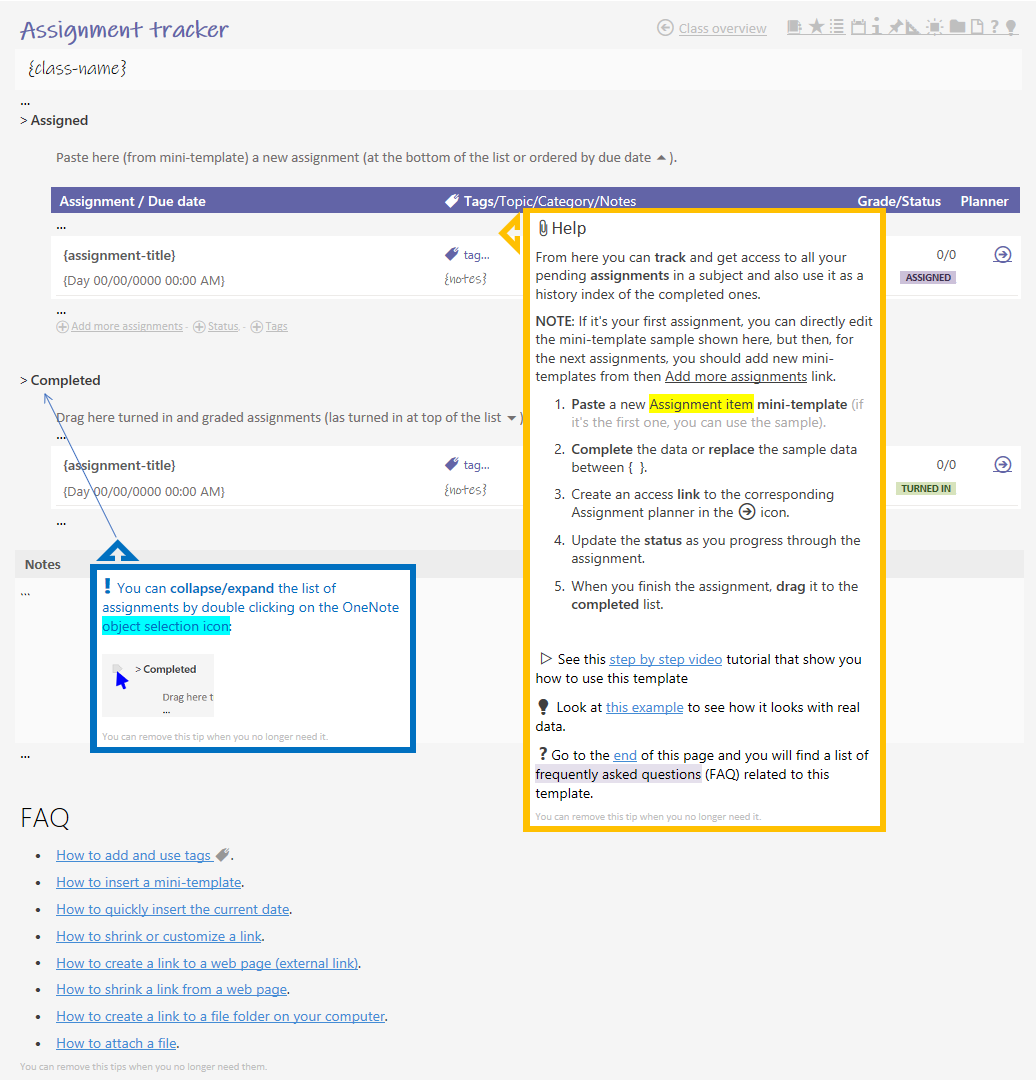 Assignment tracker
Class overview
{class-name}
...
> Assigned
Paste here (from mini-template) a new assignment (at the bottom of the list or ordered by due date ).
Assignment / Due date Tags/Topic/Category/Notes Grade/Status Planner
...
{assignment-title} tag... 0/0
{Day 00/00/0000 00:00 AM} {notes} ASSIGNED
...
Add more assignments · Status · Tags
> Completed
Drag here turned in and graded assignments (las turned in at top of the list )
...
{assignment-title} tag... 0/0
{Day 00/00/0000 00:00 AM} {notes} TURNED IN
...
Notes
...
! You can collapse/expand the list of
assignments by double clicking on the OneNote
object selection icon:
> Completed
Drag here t
...
You can remove this tip when you no longer need it.
...
Help
From here you can track and get access to all your
pending assignments in a subject and also use it as a
history index of the completed ones.
NOTE: If it's your first assignment, you can directly edit
the mini-template sample shown here, but then, for
the next assignments, you should add new mini-
templates from then Add more assignments link.
1. Paste a new Assignment item mini-template (if
it's the first one, you can use the sample).
2. Complete the data or replace the sample data
between { }.
3. Create an access link to the corresponding
Assignment planner in the icon.
4. Update the status as you progress through the
assignment.
5. When you finish the assignment, drag it to the
completed list.
See this step by step video tutorial that show you
how to use this template
Look at this example to see how it looks with real
data.
? Go to the end of this page and you will find a list of
frequently asked questions (FAQ) related to this
template.
You can remove this tip when you no longer need it.
FAQ
• How to add and use tags .
• How to insert a mini-template.
• How to quickly insert the current date.
• How to shrink or customize a link.
• How to create a link to a web page (external link).
• How to shrink a link from a web page.
• How to create a link to a file folder on your computer.
• How to attach a file.
You can remove this tips when you no longer need them.